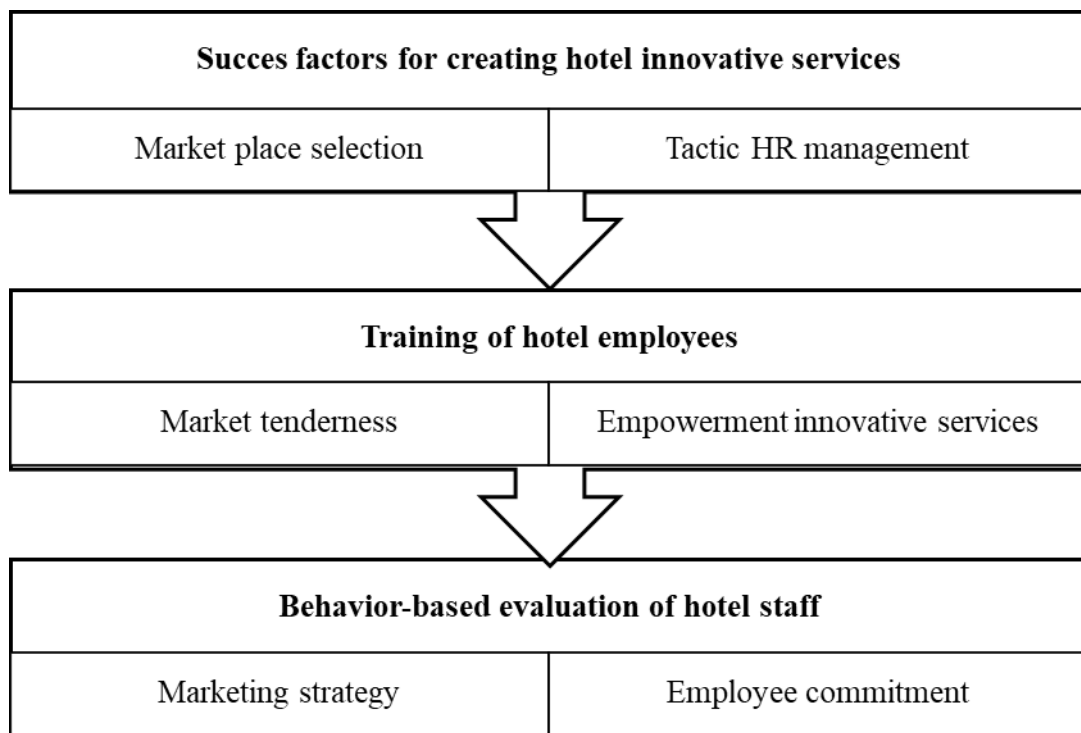 Succes factors for creating hotel innovative services
Market place selection
Tactic HR management
Training of hotel employees
Market tenderness
Empowerment innovative services
Behavior-based evaluation of hotel staff
Marketing strategy
Employee commitment